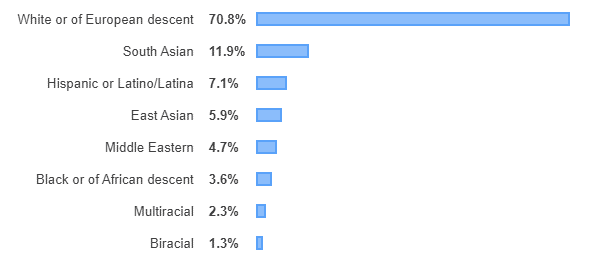 White or of European descent 70.8%
South Asian 11.9%
Hispanic or Latino/Latina 7.1%
East Asian 5.9%
Middle Eastern 4.7%
Black or of African descent 3.6%
Multiracial 2.3%
Biracial 1.3%